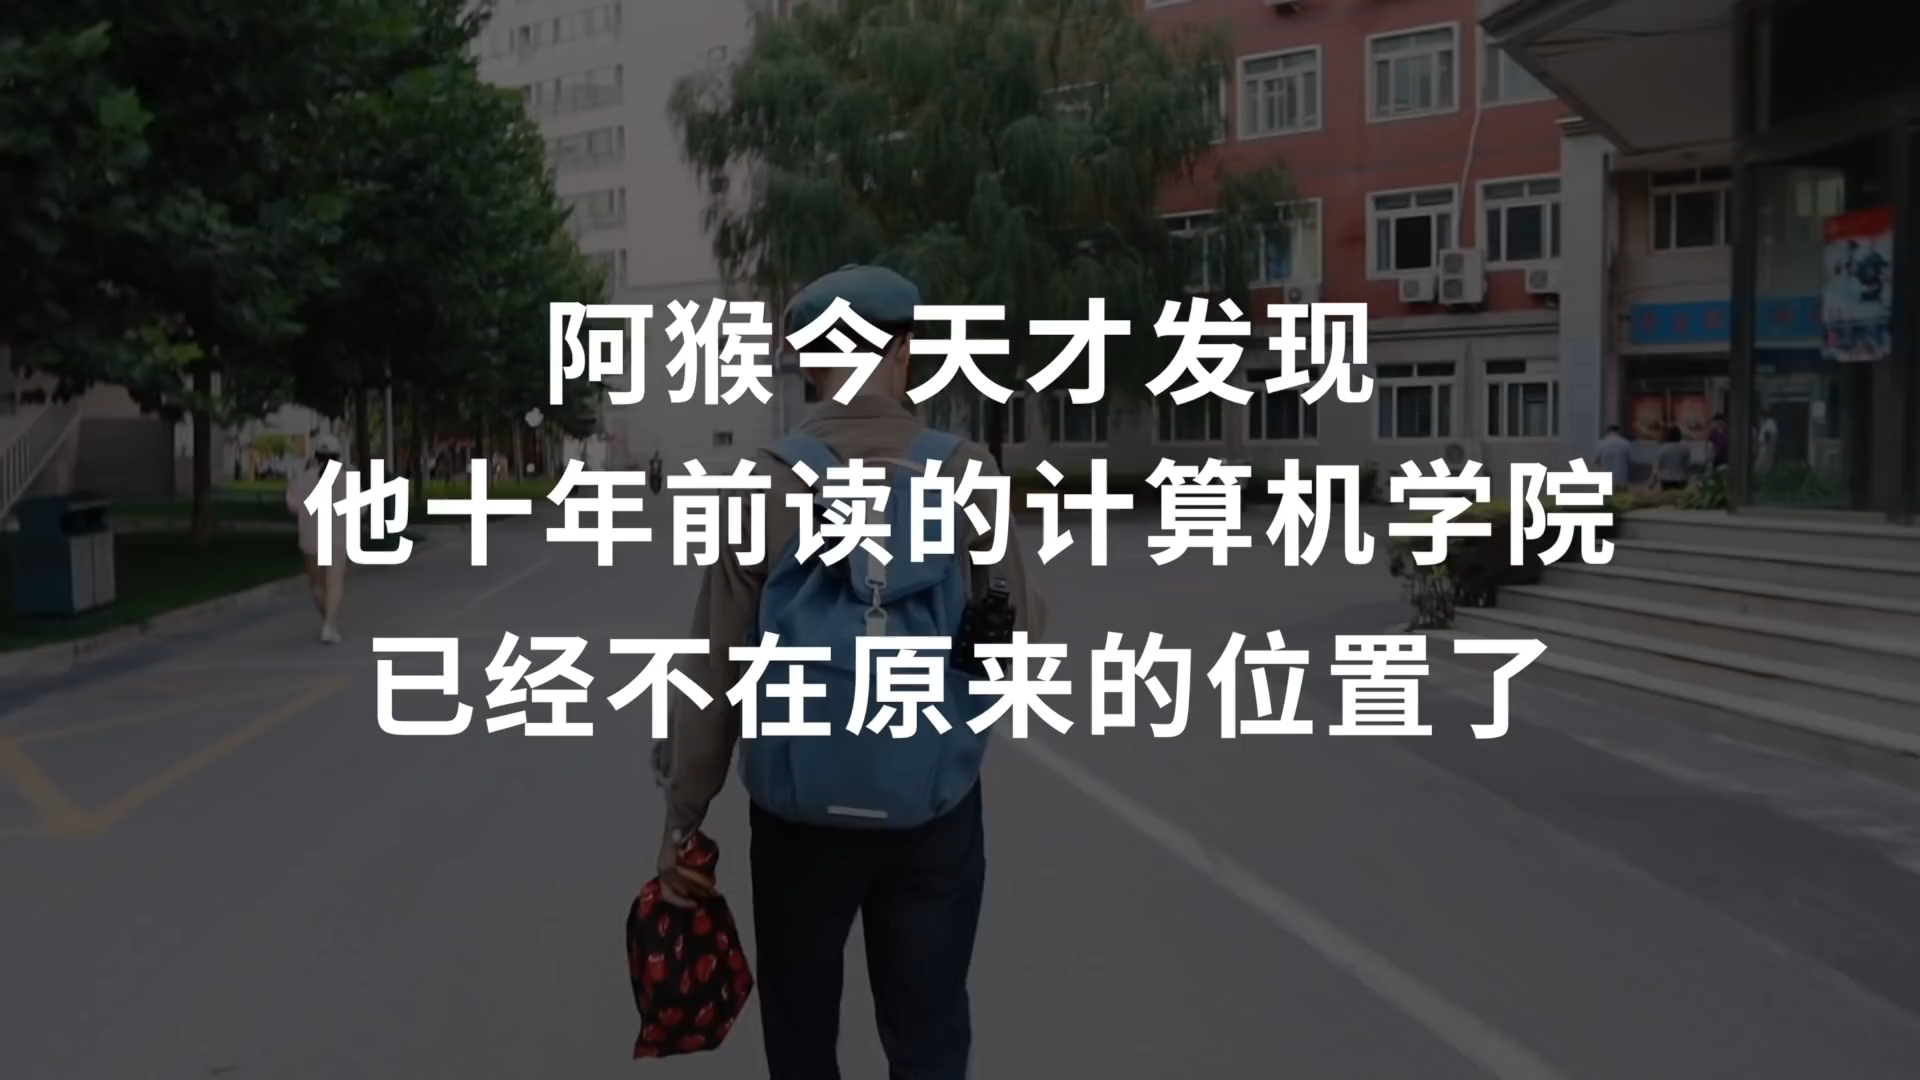 阿猴今天才发现
他十年前读的计算机学院
已经不在原来的位置了